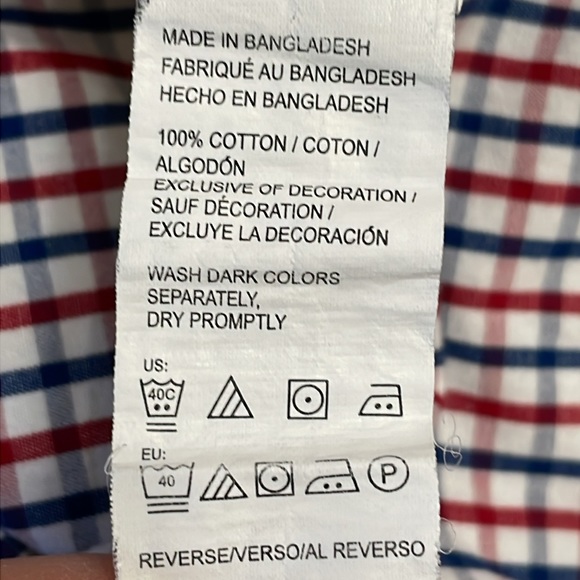 MADE IN BANGLADESH
FABRIQUÉ AU BANGLADESH
HECHO EN BANGLADESH
100% COTTON / COTON /
ALGODÓN
EXCLUSIVE OF DECORATION /
SAUF DÉCORATION /
EXCLUYE LA DECORACIÓN
WASH DARK COLORS
SEPARATELY,
DRY PROMPTLY
US:
40C
EU:
40 P
REVERSE/VERSO/AL REVERSO